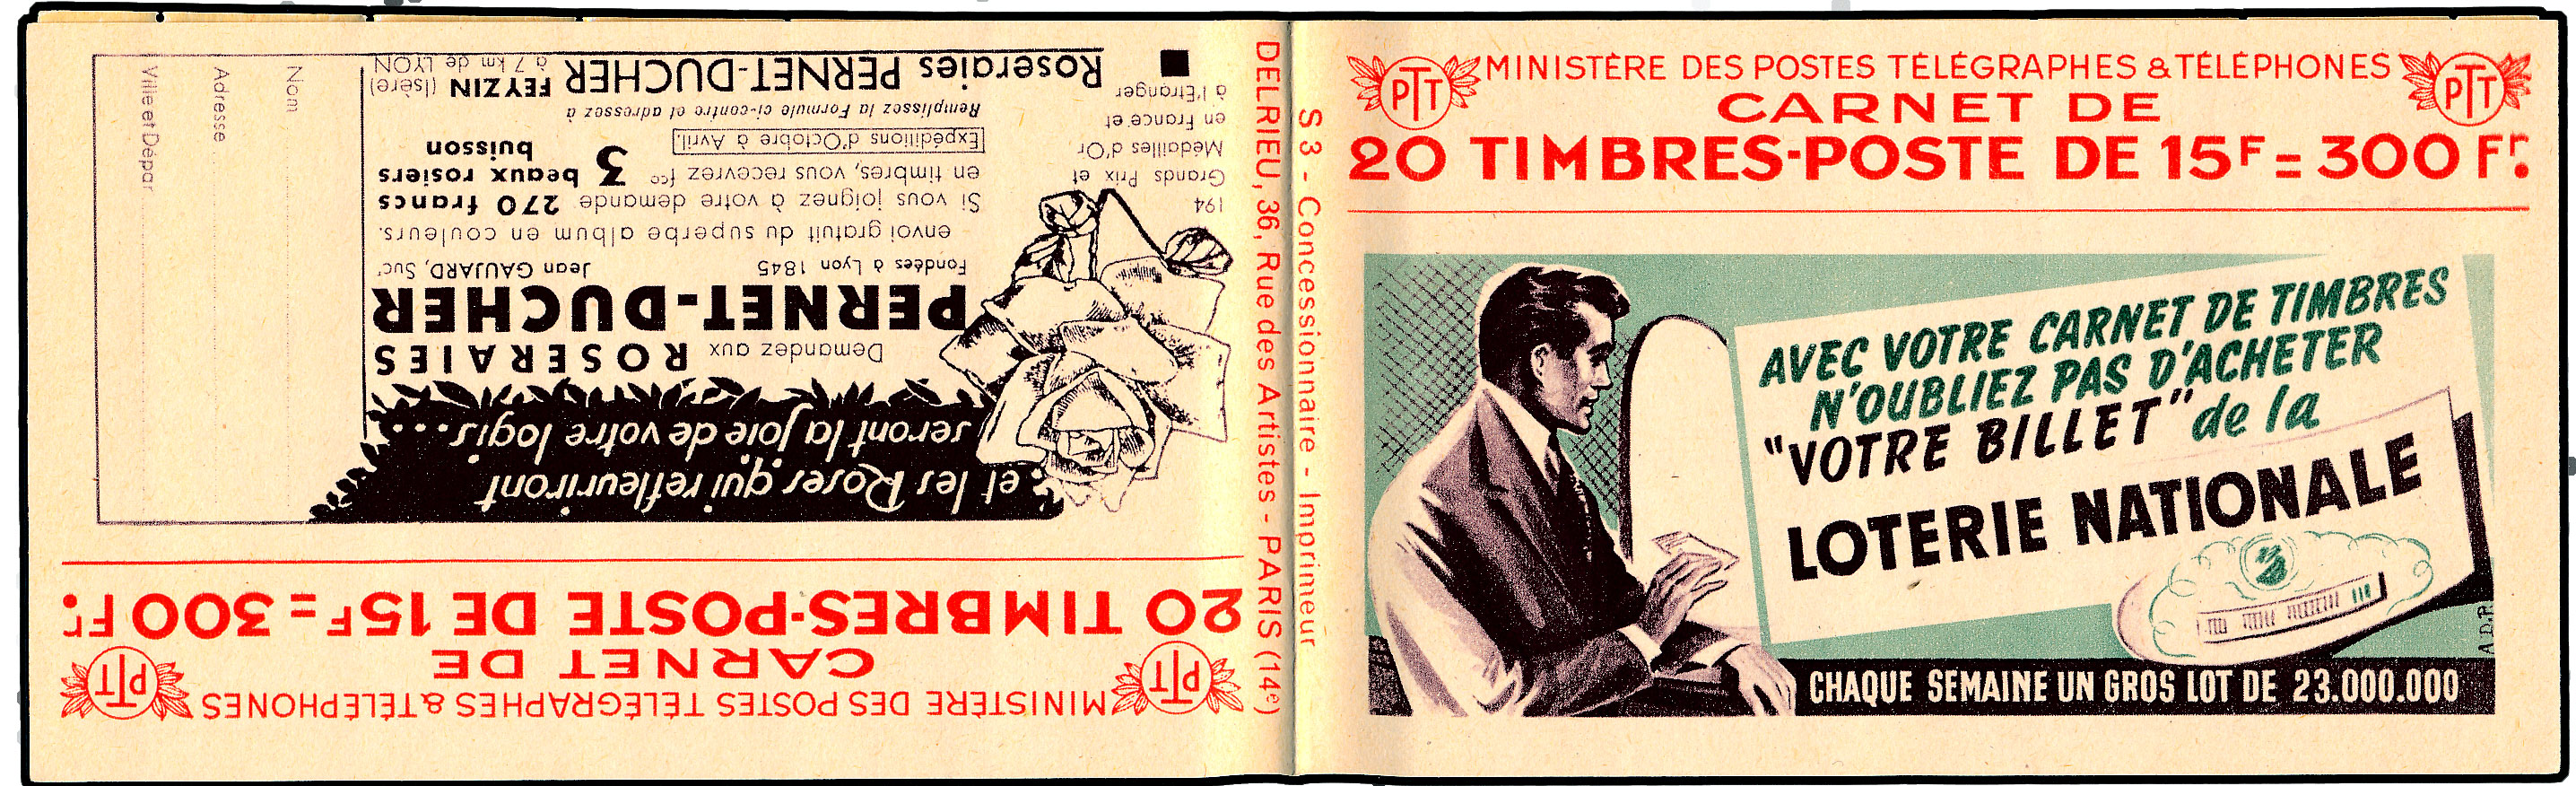 PTT
MINISTÈRE DES POSTES TÉLÉGRAPHES & TÉLÉPHONES
PTT
CARNET DE
20 TIMBRES-POSTE DE 15F = 300 Fr.
AVEC VOTRE CARNET DE TIMBRES
N'OUBLIEZ PAS D'ACHETER
"VOTRE BILLET" de la
LOTERIE NATIONALE
A.D.P.
CHAQUE SEMAINE UN GROS LOT DE 23.000.000
S 3 - Concessionnaire - Imprimeur
DELRIEU, 36, Rue des Artistes - PARIS (14e)
PTT
MINISTÈRE DES POSTES TÉLÉGRAPHES & TÉLÉPHONES
PTT
CARNET DE
20 TIMBRES-POSTE DE 15F = 300 Fr.
et les Roses qui refleuriront
seront la joie de votre logis...
Demandez aux ROSERAIES
PERNET-DUCHER
Fondées à Lyon 1845 Jean GAUJARD, Sucr
envoi gratuit du superbe album en couleurs.
Si vous joignez à votre demande 270 francs
en timbres, vous recevrez fco 3 beaux rosiers
buisson
Expéditions d'Octobre à Avril.
Remplissez la Formule ci-contre et adressez à
Roseraies PERNET-DUCHER FEYZIN (Isère)
à 7 km de LYON
194
Grands Prix et
Médailles d'Or
en France et
à l'Etranger
Nom
Adresse
Ville et Dépar